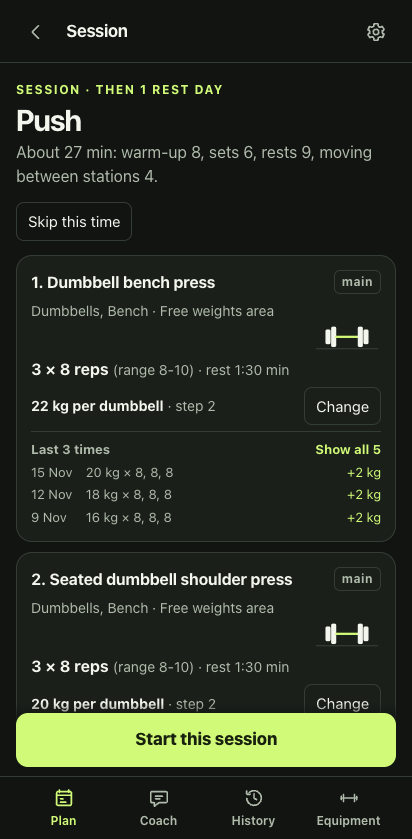 Session
SESSION · THEN 1 REST DAY
Push
About 27 min: warm-up 8, sets 6, rests 9, moving
between stations 4.
Skip this time
1. Dumbbell bench press
main
Dumbbells, Bench · Free weights area
3 × 8 reps (range 8-10) · rest 1:30 min
22 kg per dumbbell · step 2
Change
Last 3 times
Show all 5
15 Nov 20 kg × 8, 8, 8 +2 kg
12 Nov 18 kg × 8, 8, 8 +2 kg
9 Nov 16 kg × 8, 8, 8 +2 kg
2. Seated dumbbell shoulder press
main
Dumbbells, Bench · Free weights area
3 × 8 reps (range 8-10) · rest 1:30 min
20 kg per dumbbell · step 2
Change
Start this session
Plan
Coach
History
Equipment